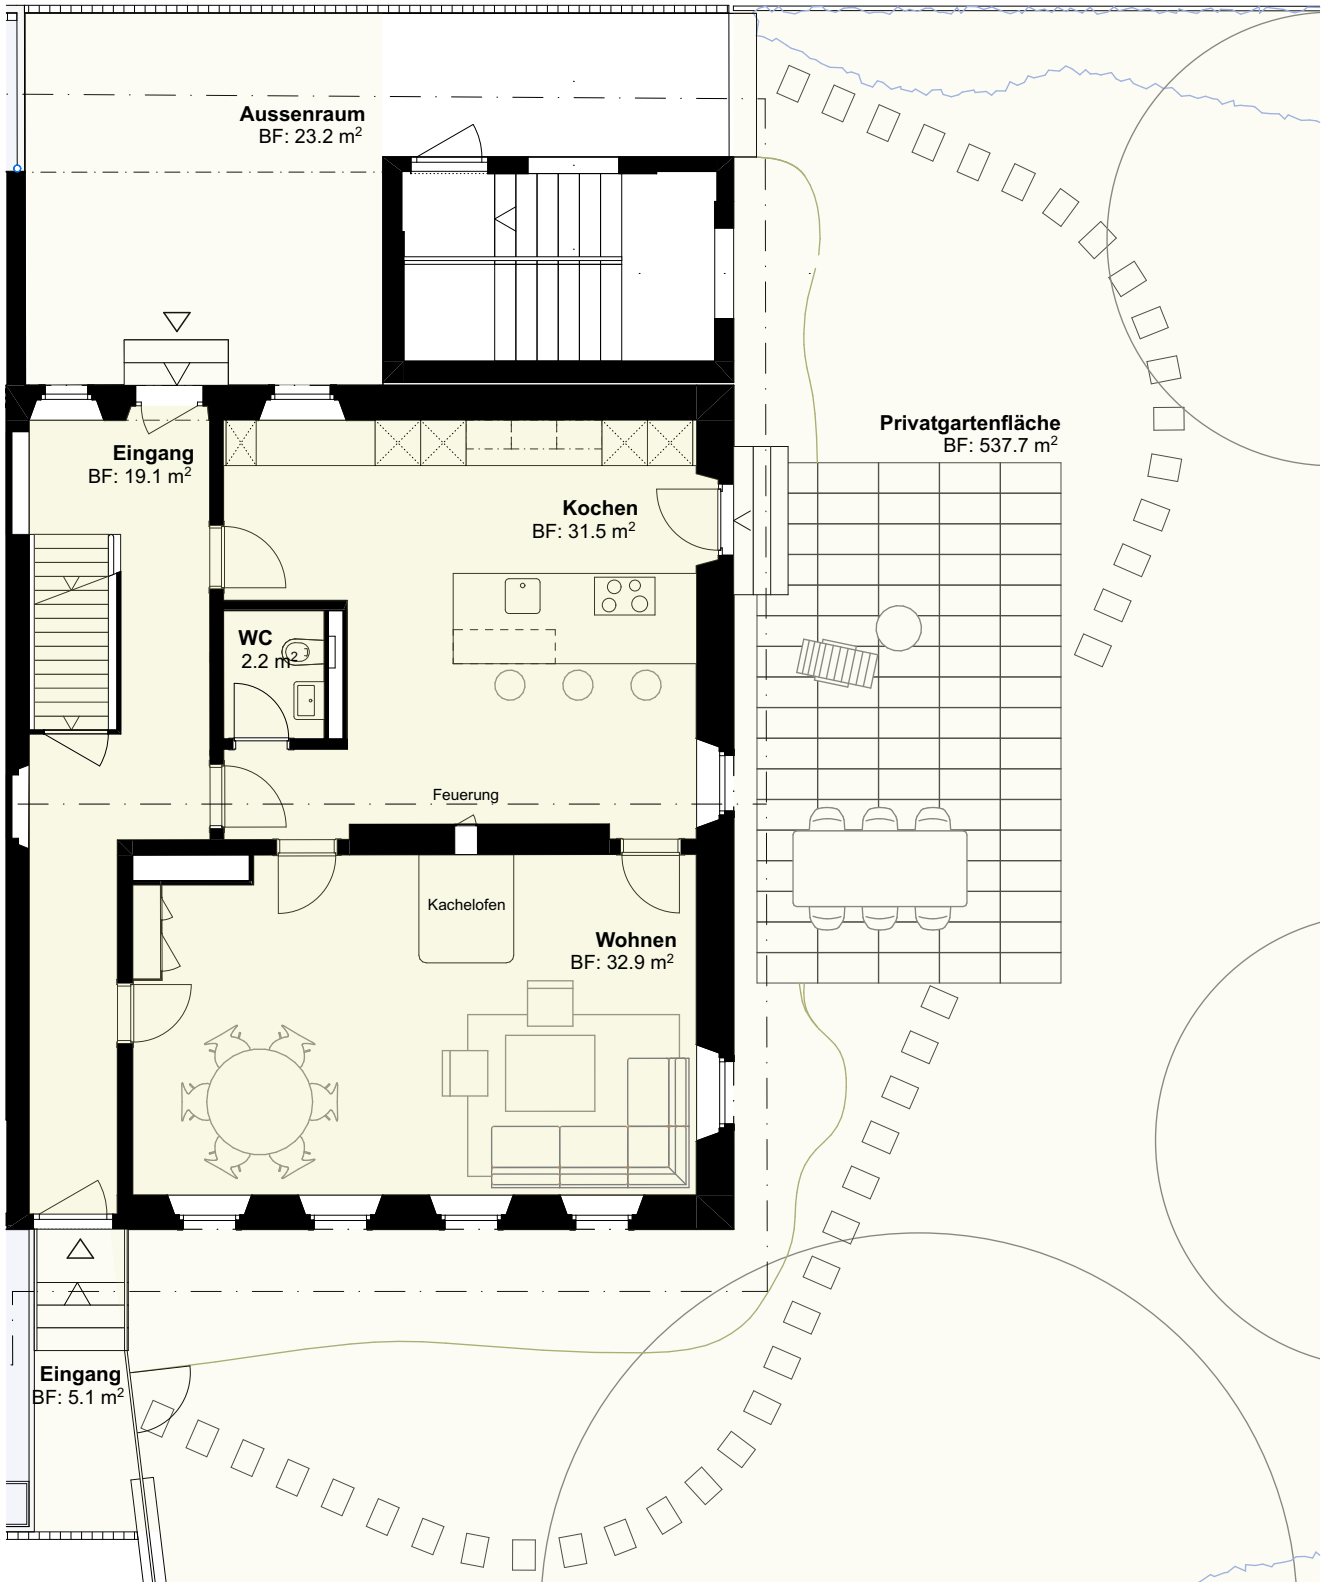 Aussenraum
BF: 23.2 m²
Eingang
BF: 19.1 m²
Privatgartenfläche
BF: 537.7 m²
Kochen
BF: 31.5 m²
WC
2.2 m²
Feuerung
Kachelofen
Wohnen
BF: 32.9 m²
Eingang
BF: 5.1 m²